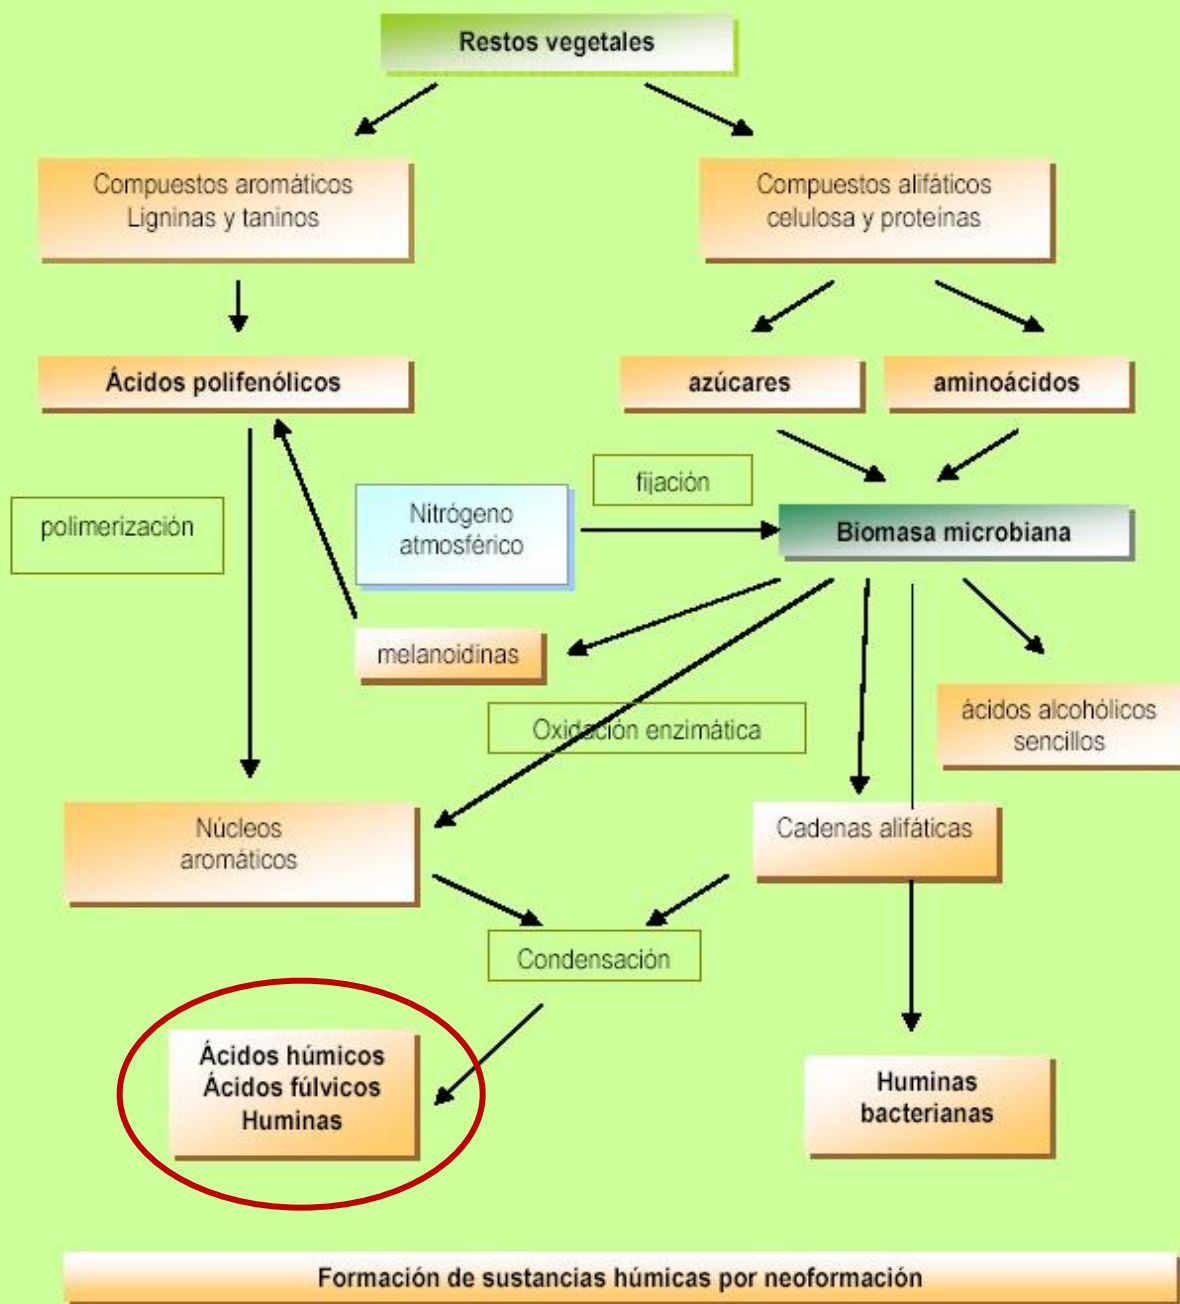 Restos vegetales
Compuestos aromáticos
Ligninas y taninos
Compuestos alifáticos
celulosa y proteínas
Ácidos polifenólicos
azúcares
aminoácidos
polimerización
Nitrógeno
atmosférico
fijación
Biomasa microbiana
melanoidinas
Oxidación enzimática
ácidos alcohólicos
sencillos
Núcleos
aromáticos
Cadenas alifáticas
Condensación
Ácidos húmicos
Ácidos fúlvicos
Huminas
Huminas
bacterianas
Formación de sustancias húmicas por neoformación